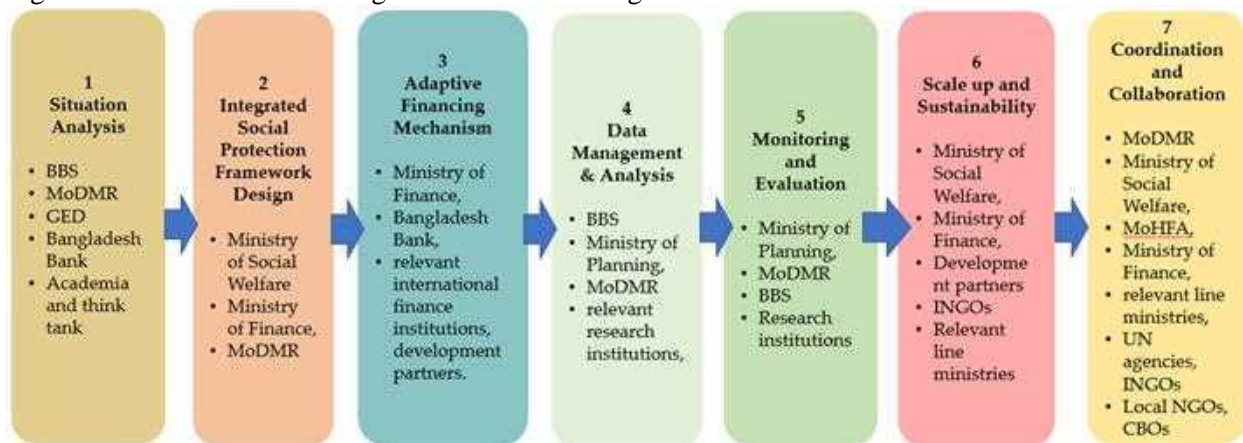 1
Situation
Analysis
• BBS
• MoDMR
• GED
• Bangladesh
Bank
• Academia
and think
tank
2
Integrated
Social
Protection
Framework
Design
• Ministry
of Social
Welfare
• Ministry
of Finance,
• MoDMR
3
Adaptive
Financing
Mechanism
• Ministry of
Finance,
• Bangladesh
Bank,
• relevant
international
finance
institutions,
development
partners.
4
Data
Management
& Analysis
• BBS
• Ministry of
Planning,
• MoDMR
• relevant
research
institutions,
5
Monitoring
and
Evaluation
• Ministry of
Planning,
• MoDMR
• BBS
• Research
institutions
6
Scale up and
Sustainability
• Ministry of
Social
Welfare,
• Ministry of
Finance,
• Developme
nt partners
• INGOs
• Relevant
line
ministries
7
Coordination
and
Collaboration
• MoDMR
• Ministry of
Social
Welfare,
• MoHFA,
• Ministry of
Finance,
• relevant line
ministries,
• UN
agencies,
INGOs
• Local NGOs,
CBOs